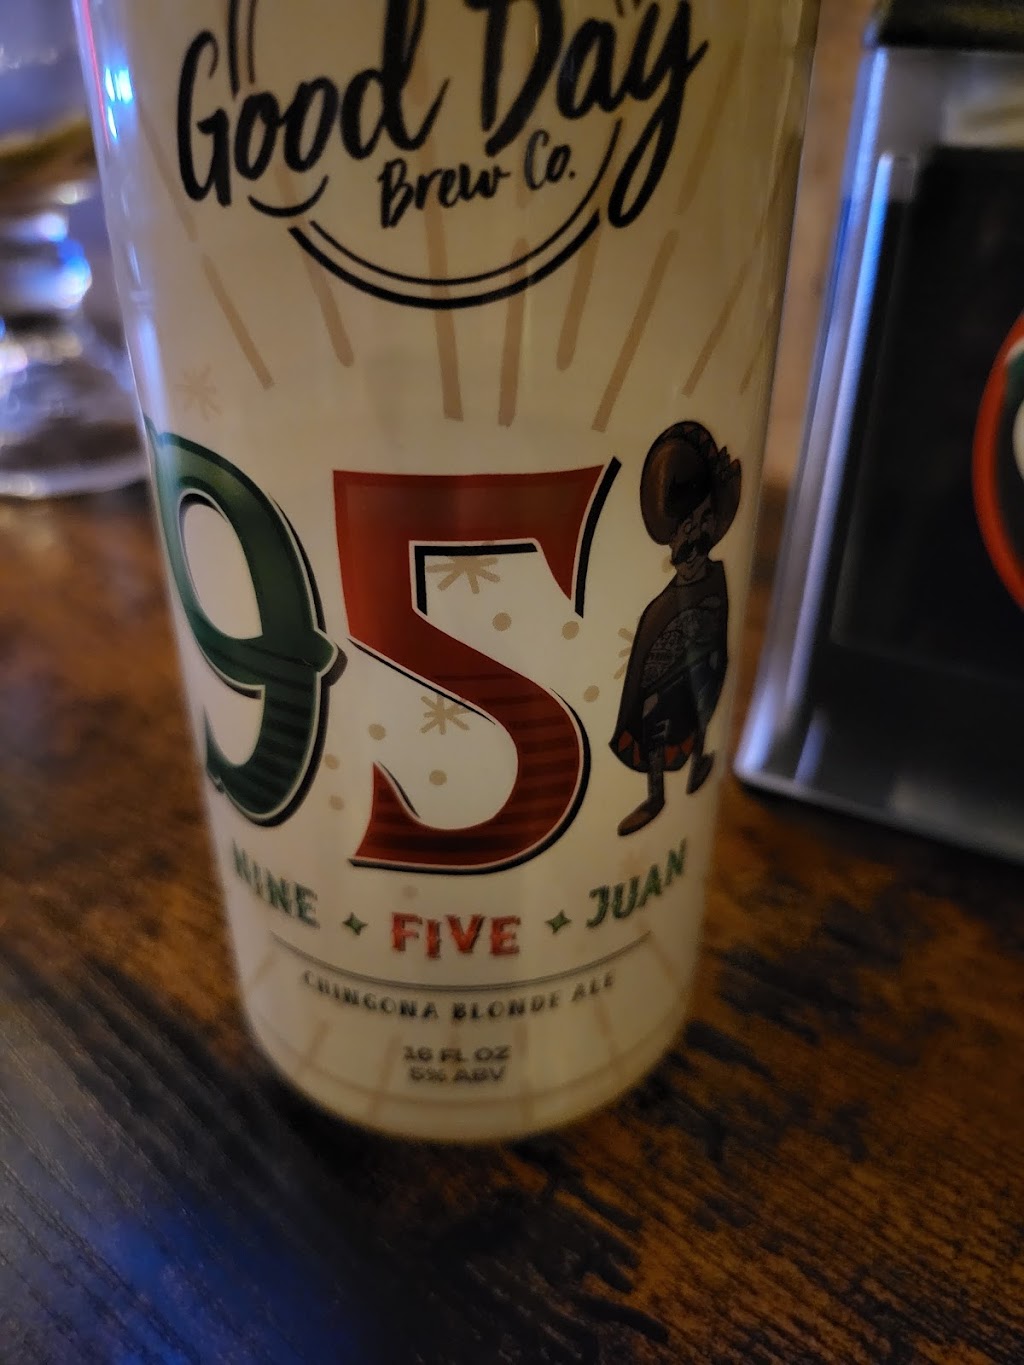 Good Day
Brew Co.
95
NINE ✦ FIVE ✦ JUAN
CHINGONA BLONDE ALE
16 FL OZ
5% ABV